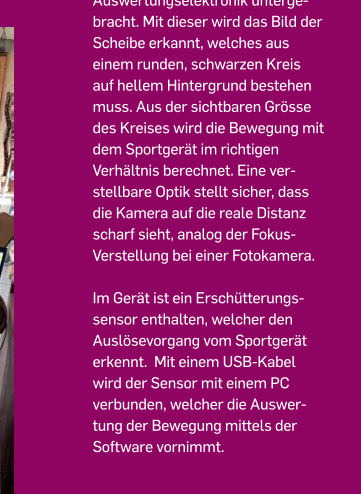 Auswertungselektronik unterge-
bracht. Mit dieser wird das Bild der
Scheibe erkannt, welches aus
einem runden, schwarzen Kreis
auf hellem Hintergrund bestehen
muss. Aus der sichtbaren Grösse
des Kreises wird die Bewegung mit
dem Sportgerät im richtigen
Verhältnis berechnet. Eine ver-
stellbare Optik stellt sicher, dass
die Kamera auf die reale Distanz
scharf sieht, analog der Fokus-
Verstellung bei einer Fotokamera.
Im Gerät ist ein Erschütterungs-
sensor enthalten, welcher den
Auslösevorgang vom Sportgerät
erkennt.  Mit einem USB-Kabel
wird der Sensor mit einem PC
verbunden, welcher die Auswer-
tung der Bewegung mittels der
Software vornimmt.